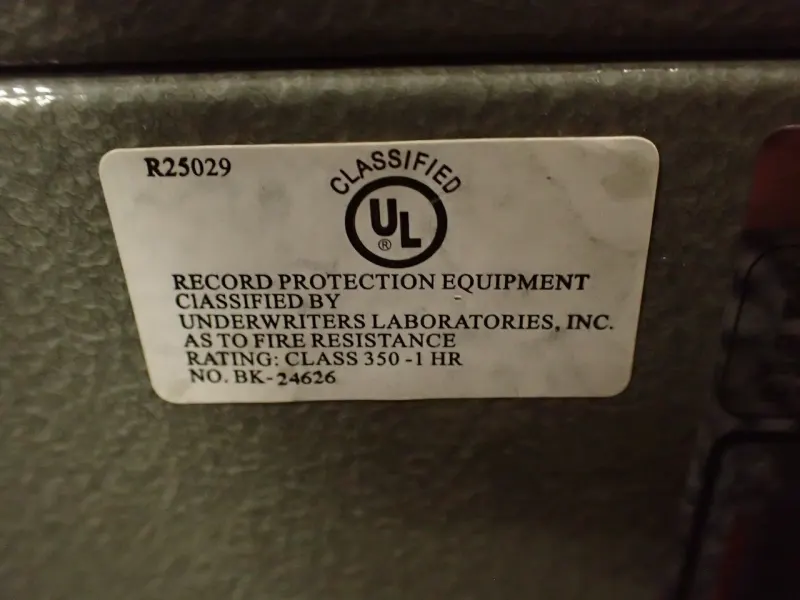 R25029
CLASSIFIED
UL
®
RECORD PROTECTION EQUIPMENT
ClASSIFIED BY
UNDERWRITERS LABORATORIES, INC.
AS TO FIRE RESISTANCE
RATING: CLASS 350 -1 HR
NO. BK-24626